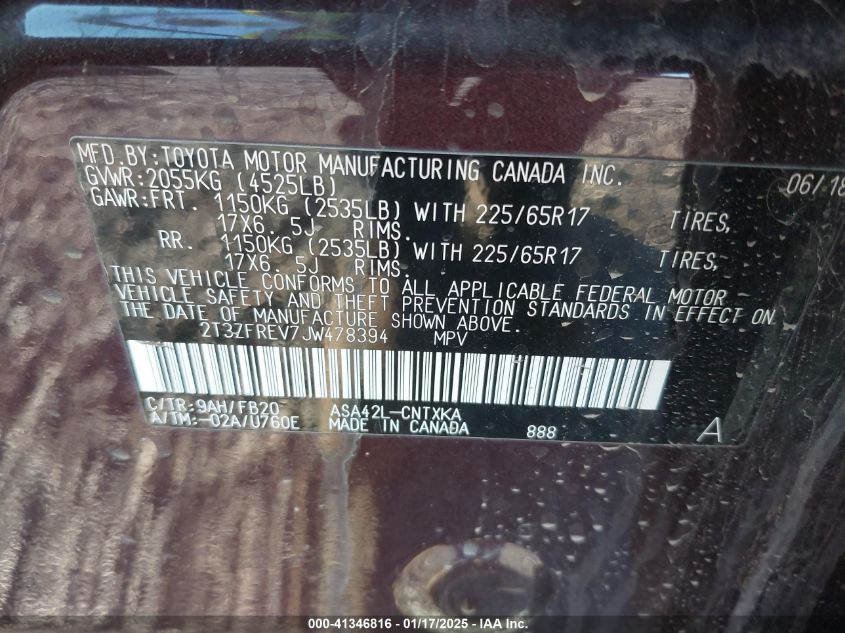 MFD.BY:TOYOTA MOTOR MANUFACTURING CANADA INC. 06/18
GVWR:2055KG (4525LB)
GAWR:FRT. 1150KG (2535LB) WITH 225/65R17 TIRES,
17X6. 5J RIMS.
RR. 1150KG (2535LB) WITH 225/65R17 TIRES,
17X6. 5J RIMS.
THIS VEHICLE CONFORMS TO ALL APPLICABLE FEDERAL MOTOR
VEHICLE SAFETY AND THEFT PREVENTION STANDARDS IN EFFECT ON
THE DATE OF MANUFACTURE SHOWN ABOVE.
2T3ZFREV7JW478394 MPV
C/TR:9AH/FB20 ASA42L-CNTXKA
A/TM:-02A/U760E MADE IN CANADA 888 A
000-41346816 - 01/17/2025 - IAA Inc.